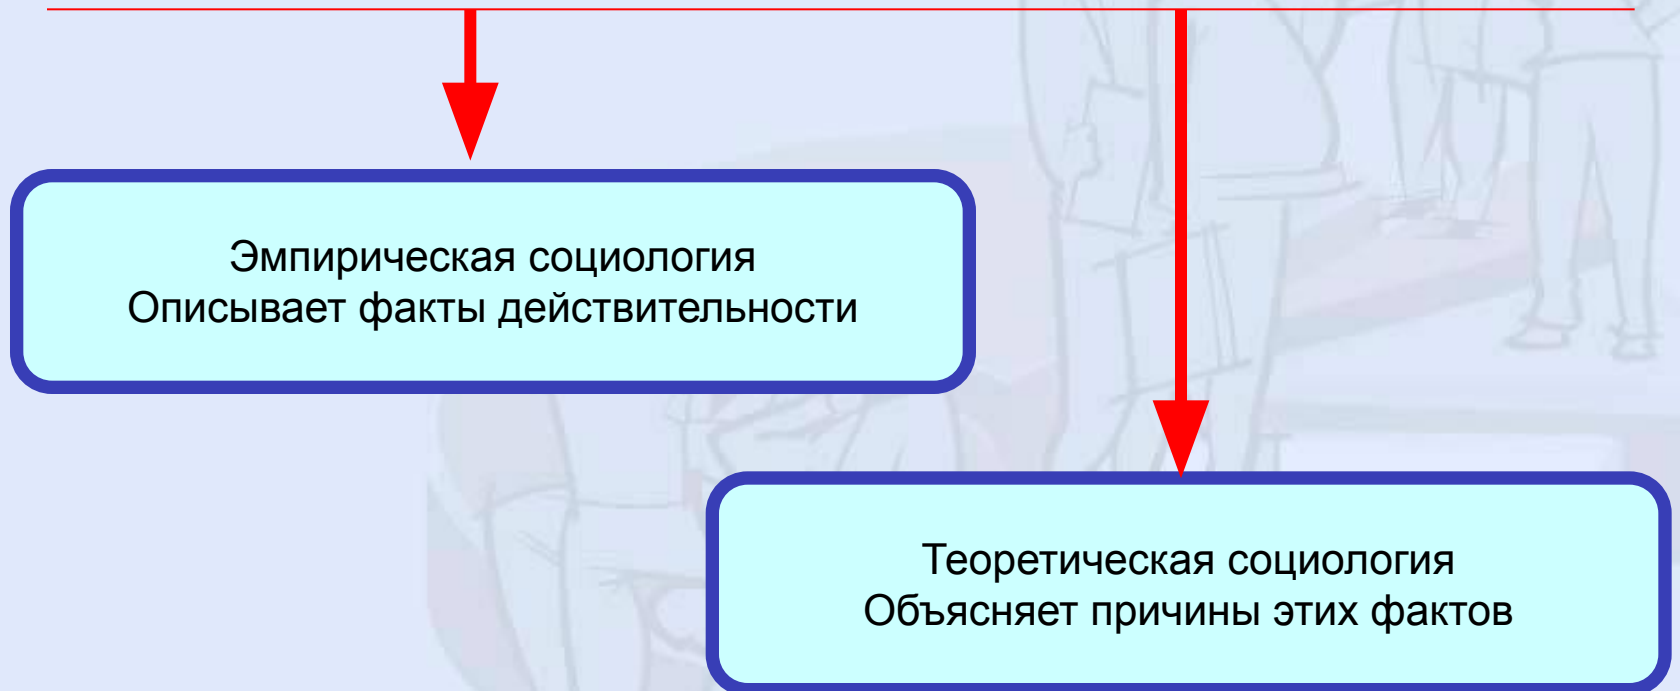 Эмпирическая социология
Описывает факты действительности
Теоретическая социология
Объясняет причины этих фактов